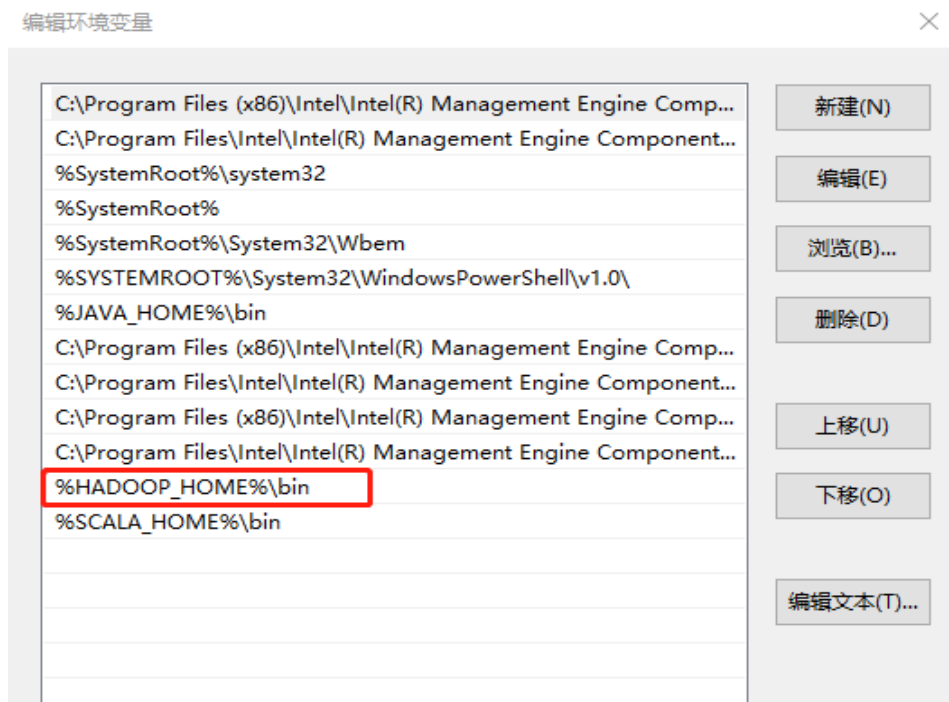 编辑环境变量
C:\Program Files (x86)\Intel\Intel(R) Management Engine Comp...
C:\Program Files\Intel\Intel(R) Management Engine Component...
%SystemRoot%\system32
%SystemRoot%
%SystemRoot%\System32\Wbem
%SYSTEMROOT%\System32\WindowsPowerShell\v1.0\
%JAVA_HOME%\bin
C:\Program Files (x86)\Intel\Intel(R) Management Engine Comp...
C:\Program Files\Intel\Intel(R) Management Engine Component...
C:\Program Files (x86)\Intel\Intel(R) Management Engine Comp...
C:\Program Files\Intel\Intel(R) Management Engine Component...
%HADOOP_HOME%\bin
%SCALA_HOME%\bin
新建(N)
编辑(E)
浏览(B)...
删除(D)
上移(U)
下移(O)
编辑文本(T)...